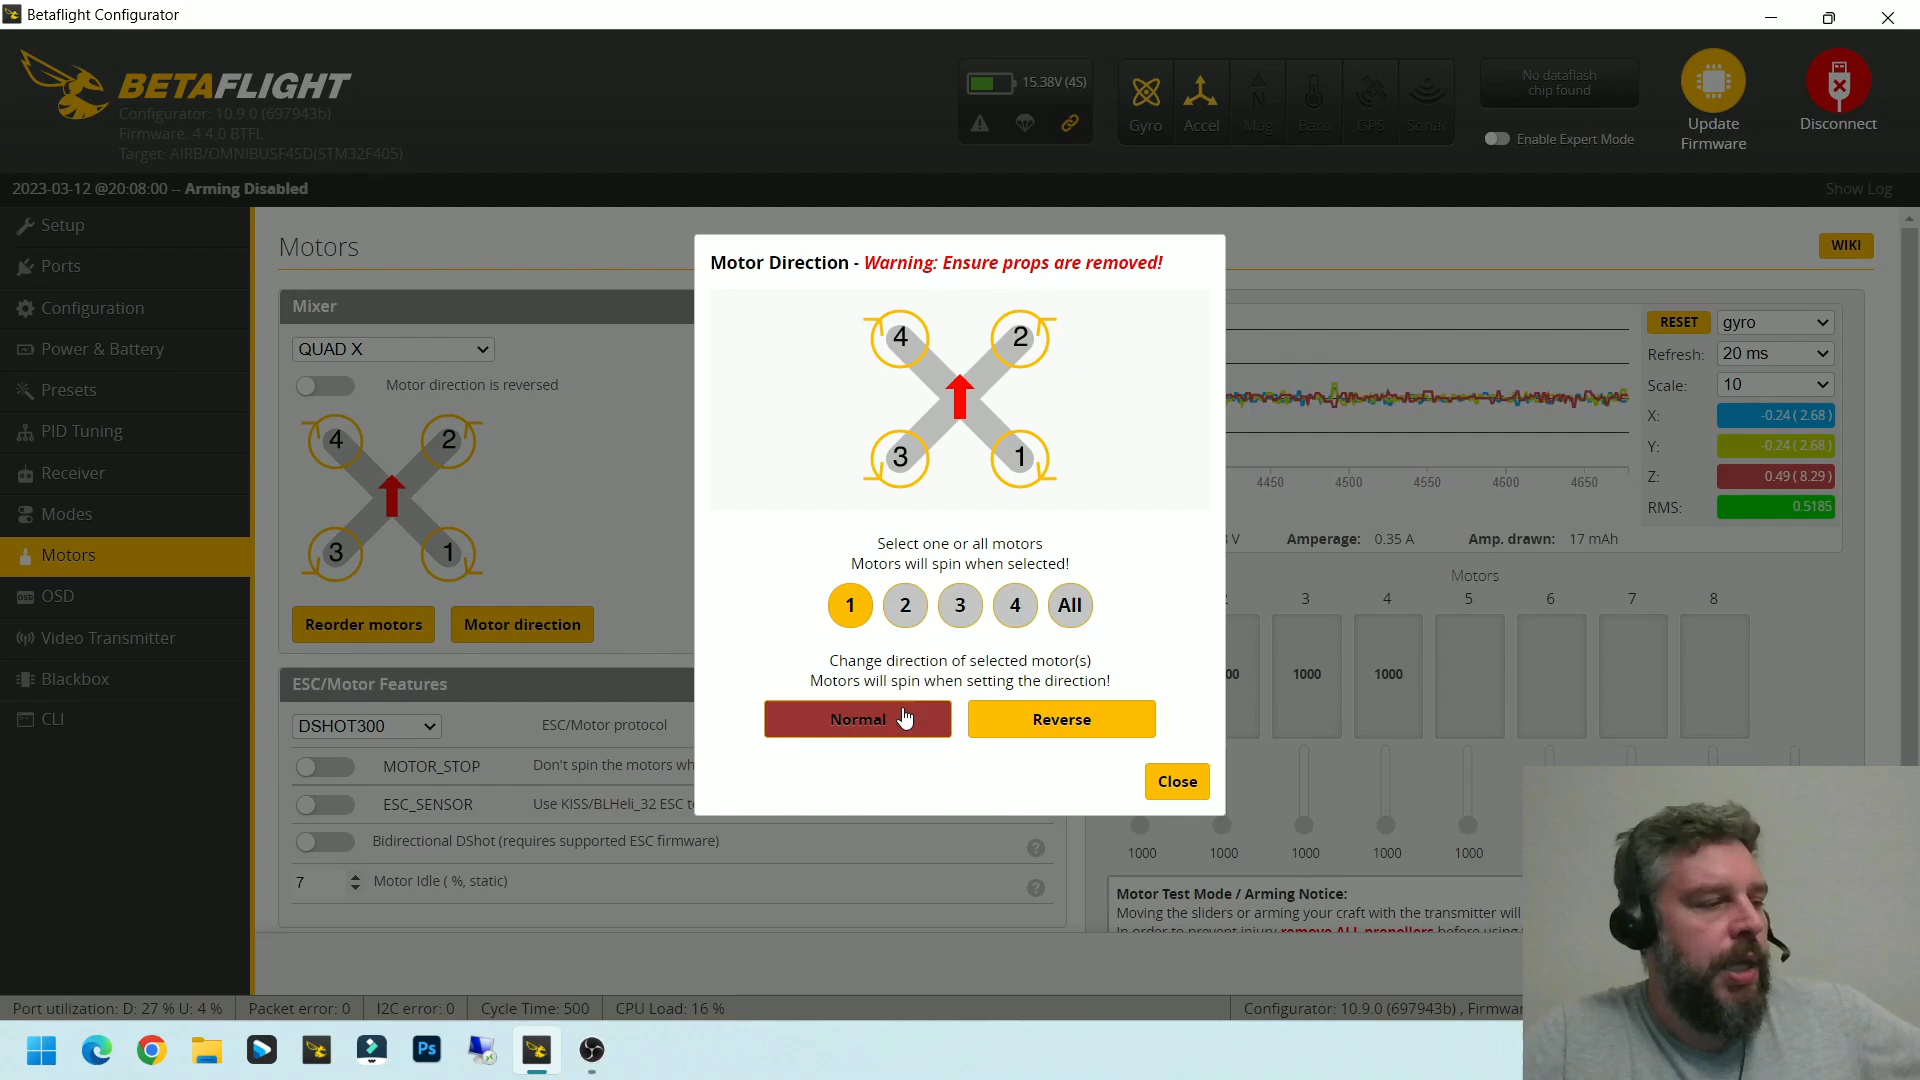 Betaflight Configurator
BETAFLIGHT
Configurator: 10.9.0 (697943b)
Firmware: 4.4.0 BTFL
Target: AIRB/OMNIBUSF4SD(STM32F405)
15.38V (4S)
Gyro
Accel
Mag
Baro
GPS
Sonar
No dataflash
chip found
Enable Expert Mode
Update
Firmware
Disconnect
2023-03-12 @20:08:00 -- Arming Disabled
Show Log
Setup
Ports
Configuration
Power & Battery
Presets
PID Tuning
Receiver
Modes
Motors
OSD
Video Transmitter
Blackbox
CLI
Motors
WIKI
Mixer
QUAD X
Motor direction is reversed
4
2
3
1
Reorder motors
Motor direction
ESC/Motor Features
DSHOT300
ESC/Motor protocol
MOTOR_STOP
Don't spin the motors wh
ESC_SENSOR
Use KISS/BLHeli_32 ESC t
Bidirectional DShot (requires supported ESC firmware)
?
7
Motor Idle ( %, static)
?
Motor Direction - Warning: Ensure props are removed!
4
2
3
1
Select one or all motors
Motors will spin when selected!
1
2
3
4
All
Change direction of selected motor(s)
Motors will spin when setting the direction!
Normal
Reverse
Close
RESET
gyro
Refresh:
20 ms
Scale:
10
X:
-0.24 ( 2.68 )
Y:
-0.24 ( 2.68 )
Z:
0.49 ( 8.29 )
RMS:
0.5185
4450
4500
4550
4600
4650
V
Amperage: 0.35 A
Amp. drawn: 17 mAh
Motors
3
4
5
6
7
8
00
1000
1000
1000
1000
1000
1000
1000
Motor Test Mode / Arming Notice:
Moving the sliders or arming your craft with the transmitter will
In order to prevent injury remove ALL propellers before using
Port utilization: D: 27 % U: 4 %
Packet error: 0
I2C error: 0
Cycle Time: 500
CPU Load: 16 %
Configurator: 10.9.0 (697943b) , Firmwar
Ps